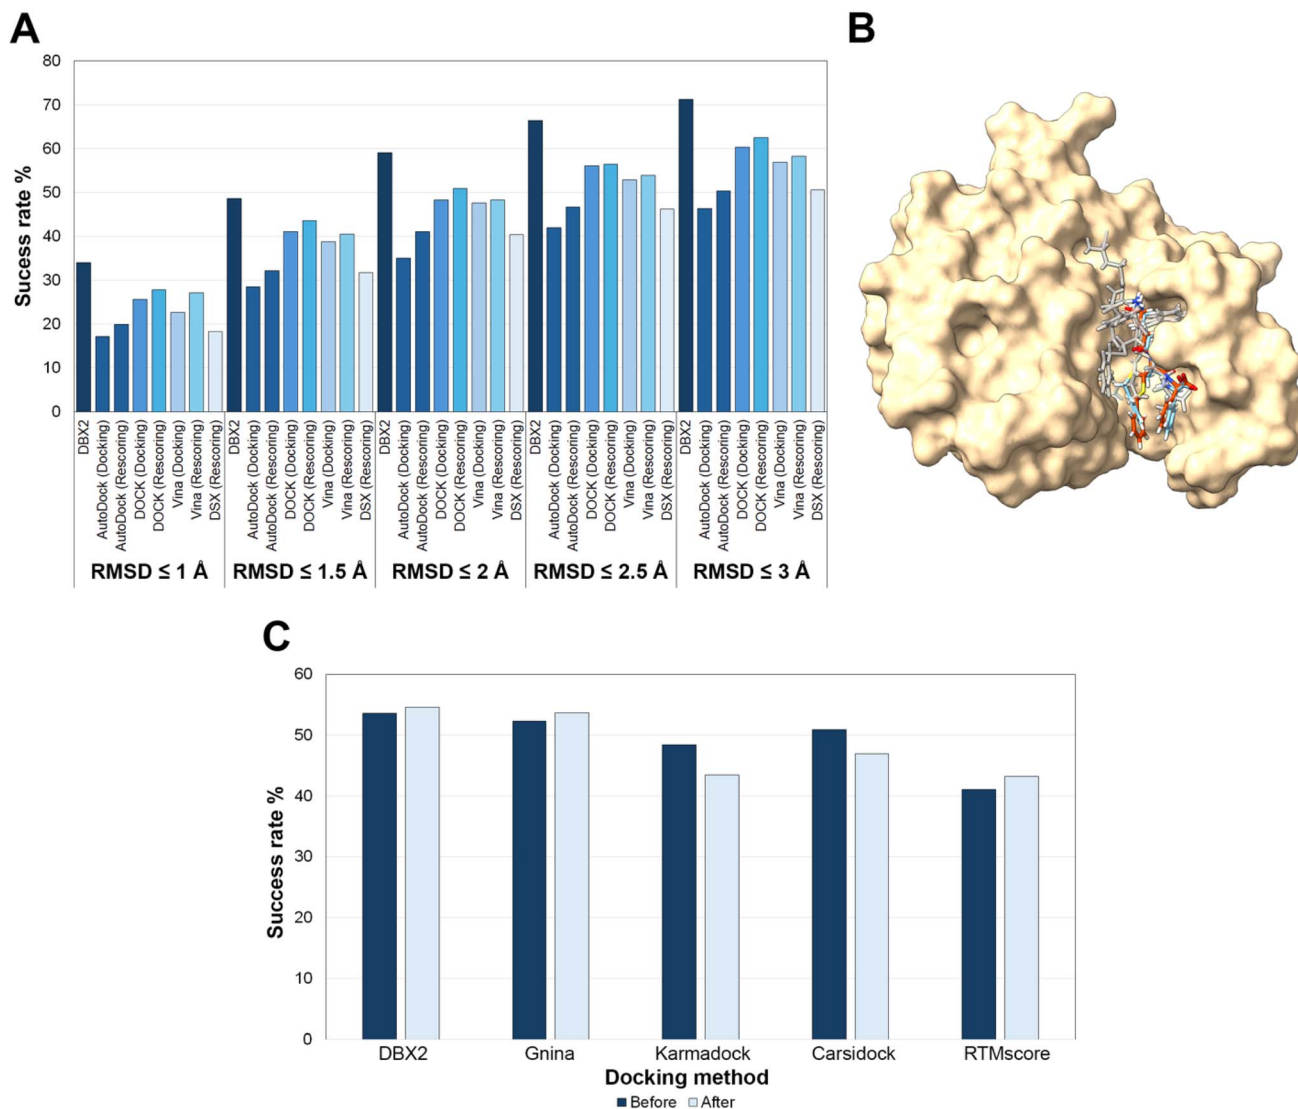 A
B
Sucess rate %
80
70
60
50
40
30
20
10
0
DBX2
AutoDock (Docking)
AutoDock (Rescoring)
DOCK (Docking)
DOCK (Rescoring)
Vina (Docking)
Vina (Rescoring)
DSX (Rescoring)
DBX2
AutoDock (Docking)
AutoDock (Rescoring)
DOCK (Docking)
DOCK (Rescoring)
Vina (Docking)
Vina (Rescoring)
DSX (Rescoring)
DBX2
AutoDock (Docking)
AutoDock (Rescoring)
DOCK (Docking)
DOCK (Rescoring)
Vina (Docking)
Vina (Rescoring)
DSX (Rescoring)
DBX2
AutoDock (Docking)
AutoDock (Rescoring)
DOCK (Docking)
DOCK (Rescoring)
Vina (Docking)
Vina (Rescoring)
DSX (Rescoring)
DBX2
AutoDock (Docking)
AutoDock (Rescoring)
DOCK (Docking)
DOCK (Rescoring)
Vina (Docking)
Vina (Rescoring)
DSX (Rescoring)
RMSD ≤ 1 Å
RMSD ≤ 1.5 Å
RMSD ≤ 2 Å
RMSD ≤ 2.5 Å
RMSD ≤ 3 Å
C
Success rate %
60
50
40
30
20
10
0
DBX2 Gnina Karmadock Carsidock RTMscore
Docking method
Before After